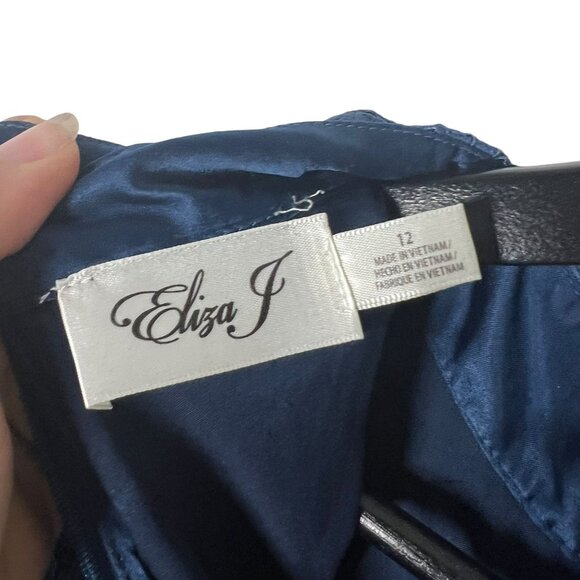 Eliza J
12
MADE IN VIETNAM/
HECHO EN VIETNAM/
FABRIQUE EN VIETNAM